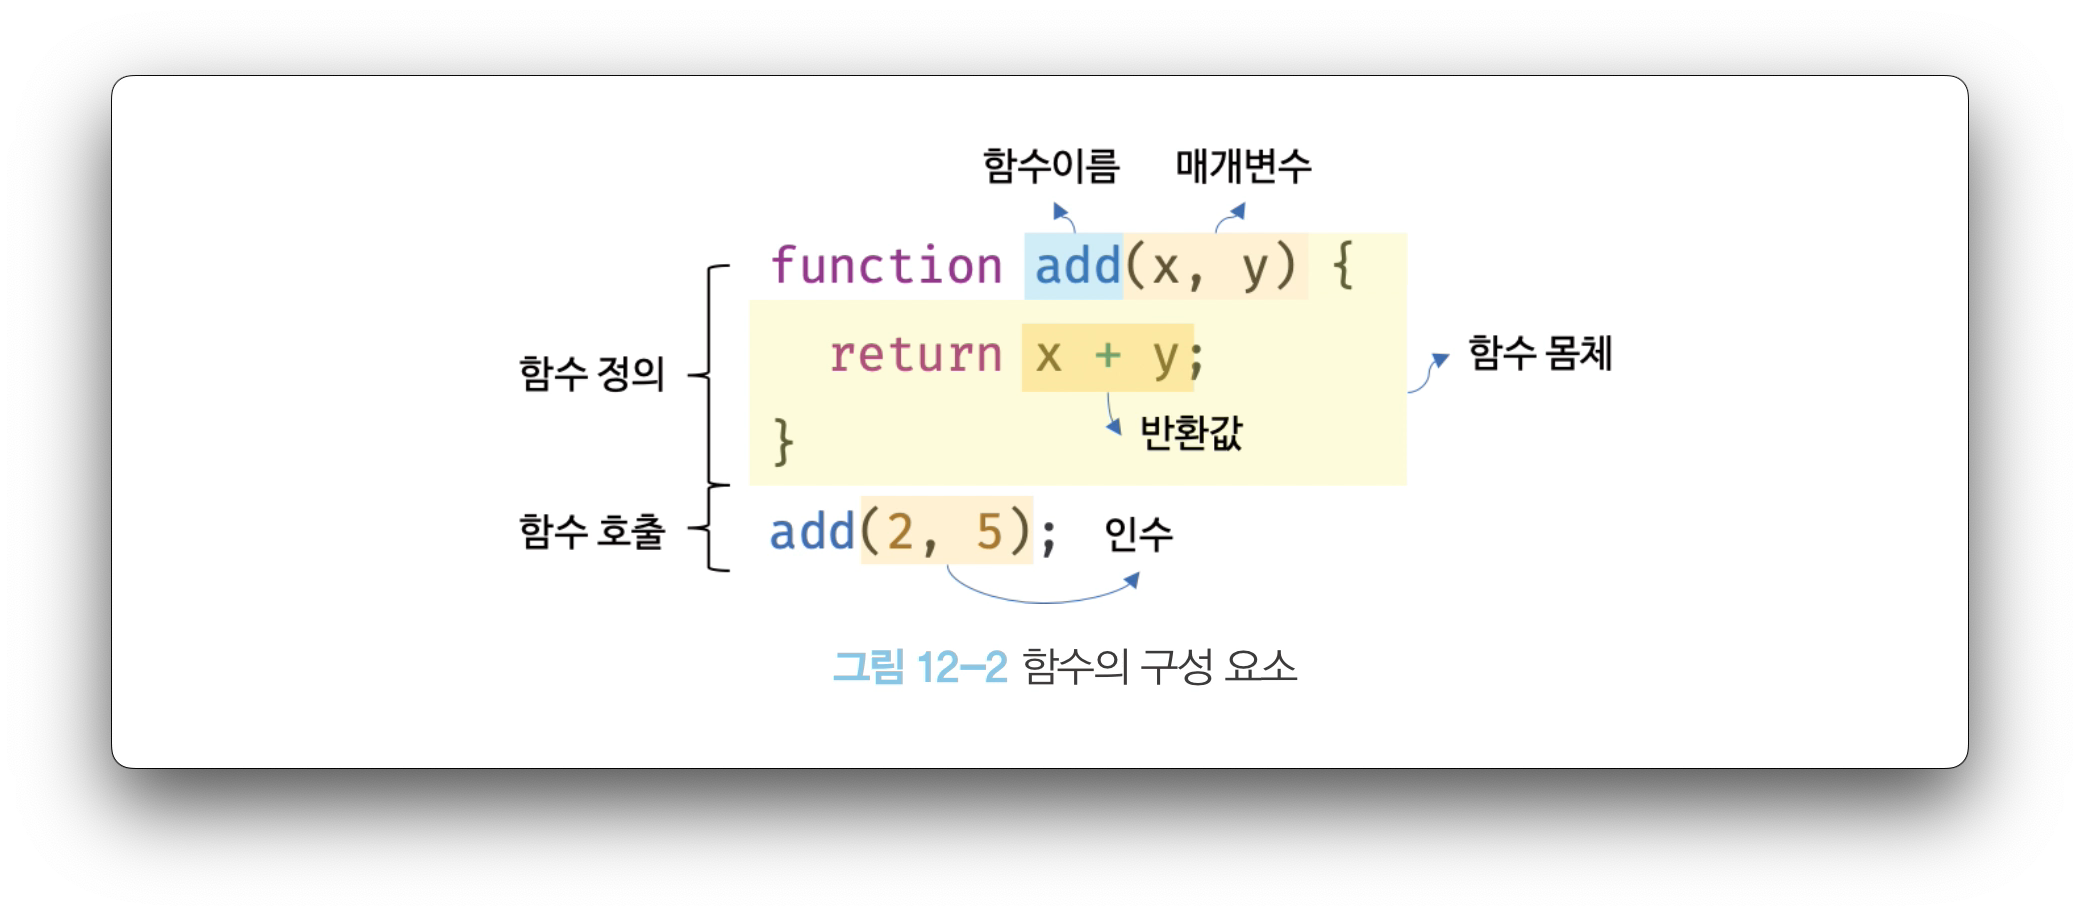 함수이름 매개변수
function add(x, y) {
함수 정의
return x + y;
함수 몸체
}
반환값
함수 호출
add(2, 5);
인수
그림 12-2 함수의 구성 요소